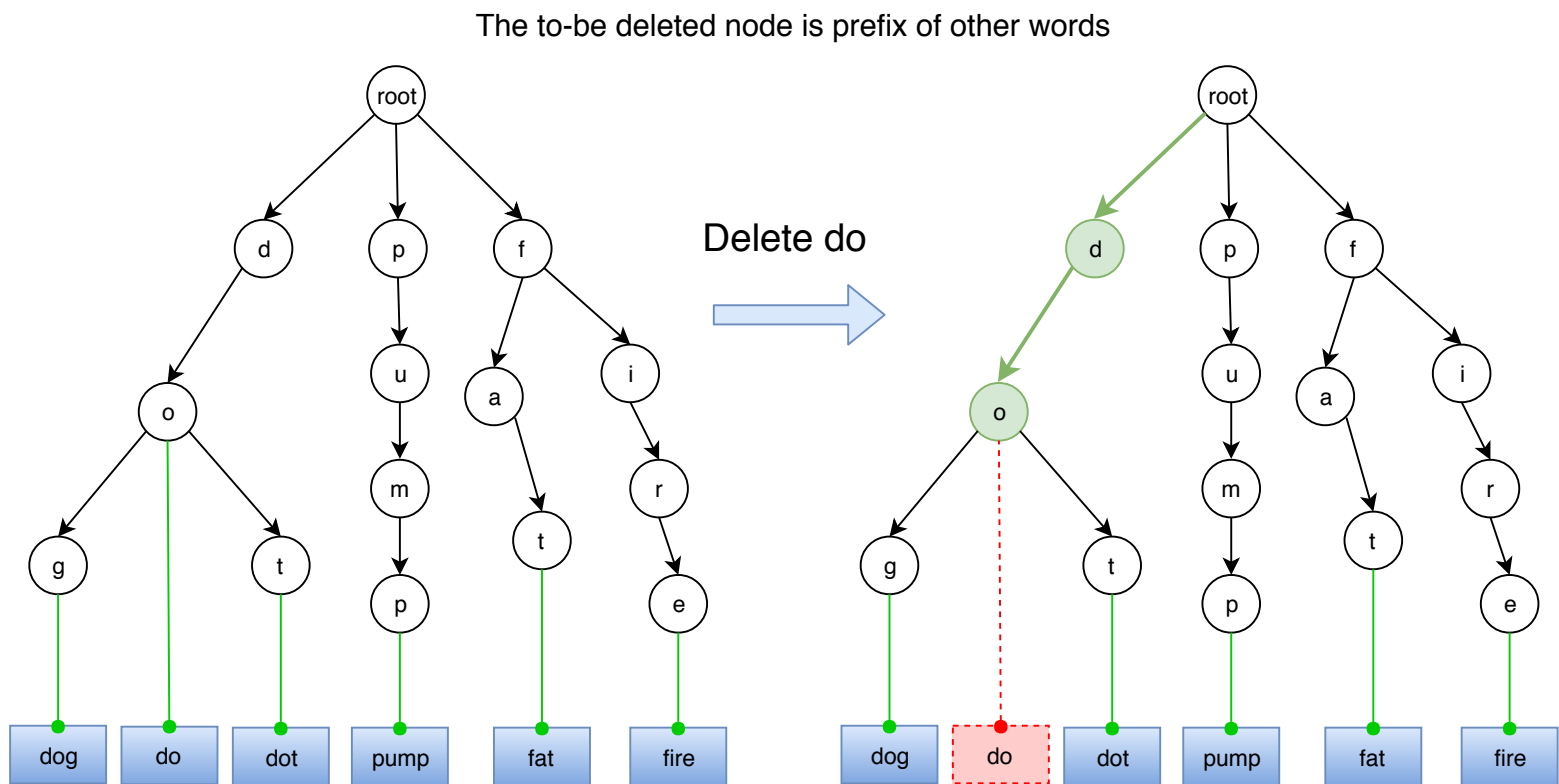 The to-be deleted node is prefix of other words
root
root
d
p
f
Delete do
d
p
f
u
i
u
i
a
a
o
o
m
r
m
r
t
t
g
t
g
t
p
e
p
e
dog
do
dot
pump
fat
fire
dog
do
dot
pump
fat
fire